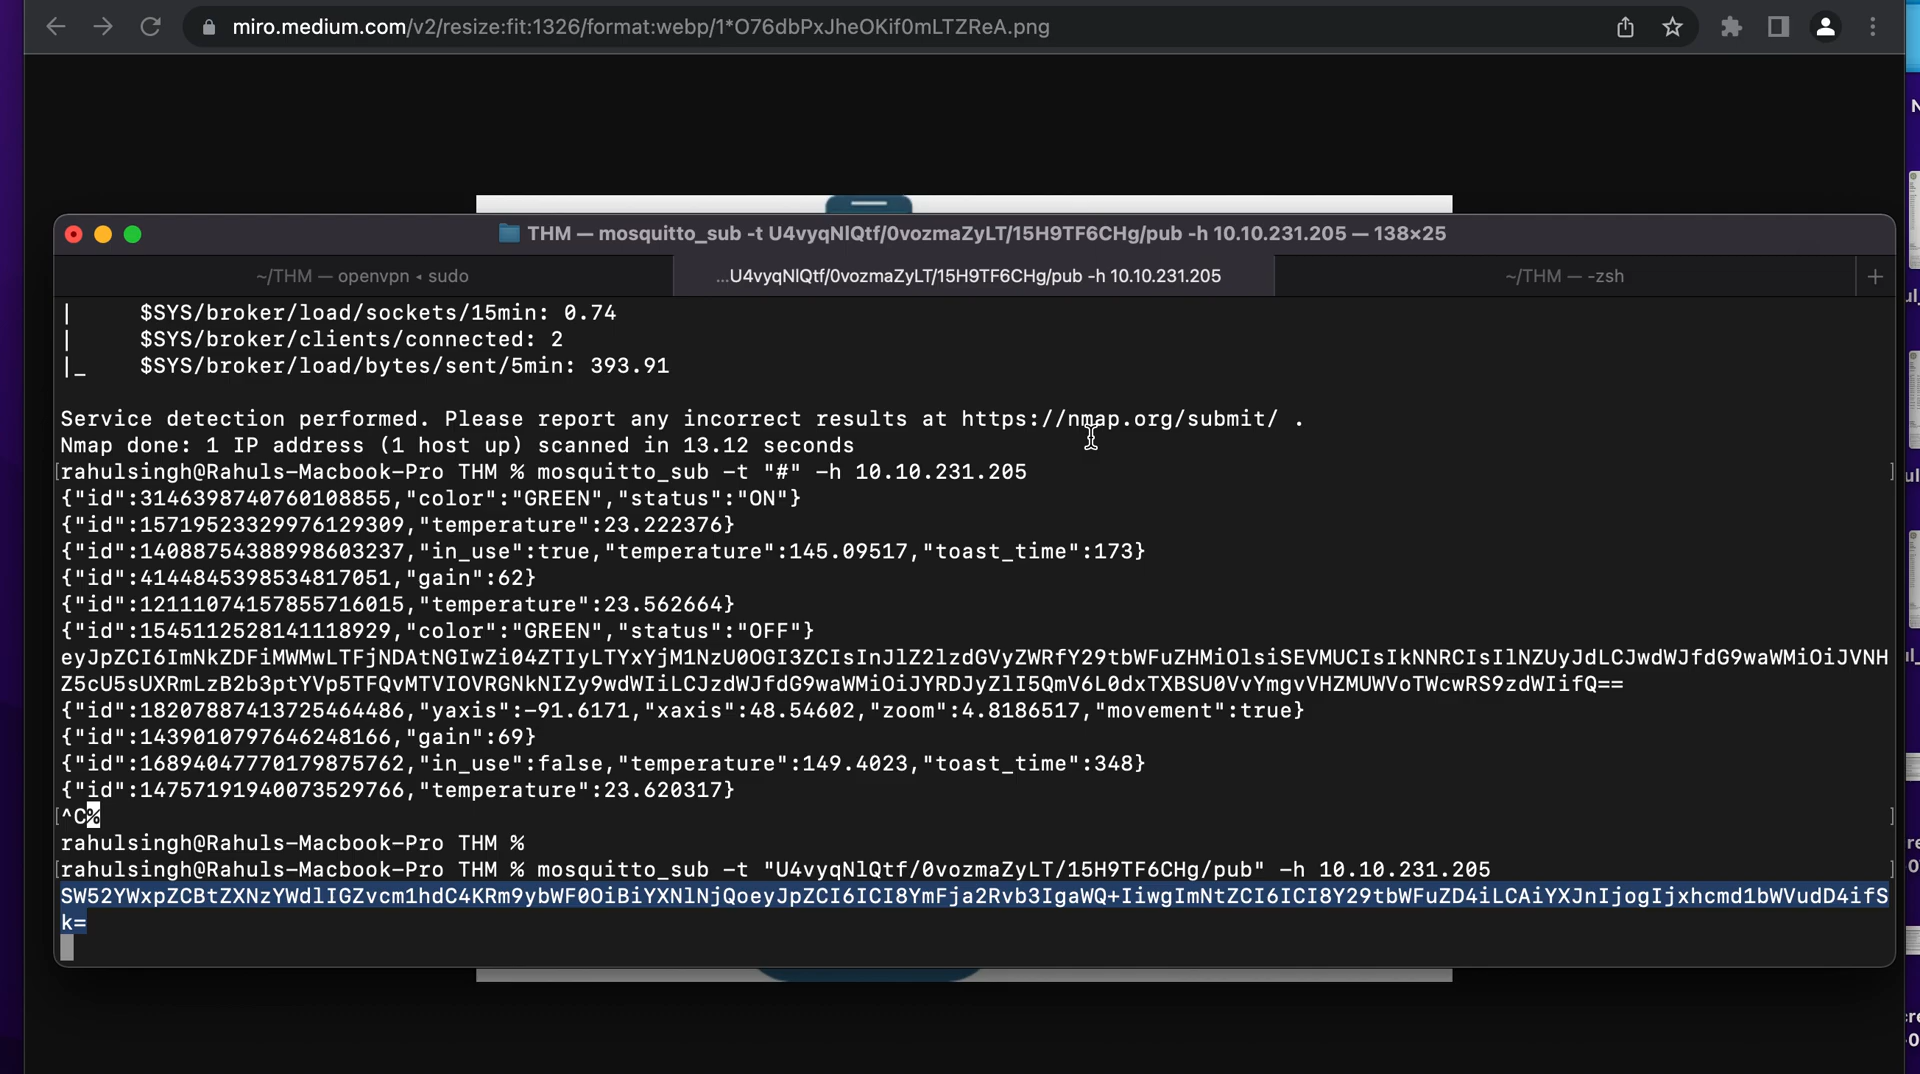 miro.medium.com/v2/resize:fit:1326/format:webp/1*O76dbPxJheOKif0mLTZReA.png
THM — mosquitto_sub -t U4vyqNlQtf/0vozmaZyLT/15H9TF6CHg/pub -h 10.10.231.205 — 138×25
~/THM — openvpn ◂ sudo
...U4vyqNlQtf/0vozmaZyLT/15H9TF6CHg/pub -h 10.10.231.205
~/THM — -zsh
|     $SYS/broker/load/sockets/15min: 0.74
|     $SYS/broker/clients/connected: 2
|_    $SYS/broker/load/bytes/sent/5min: 393.91
Service detection performed. Please report any incorrect results at https://nmap.org/submit/ .
Nmap done: 1 IP address (1 host up) scanned in 13.12 seconds
[rahulsingh@Rahuls-Macbook-Pro THM % mosquitto_sub -t "#" -h 10.10.231.205 ]
{"id":3146398740760108855,"color":"GREEN","status":"ON"}
{"id":15719523329976129309,"temperature":23.222376}
{"id":14088754388998603237,"in_use":true,"temperature":145.09517,"toast_time":173}
{"id":4144845398534817051,"gain":62}
{"id":12111074157855716015,"temperature":23.562664}
{"id":1545112528141118929,"color":"GREEN","status":"OFF"}
eyJpZCI6ImNkZDFiMWMwLTFjNDAtNGIwZi04ZTIyLTYxYjM1NzU0OGI3ZCIsInJlZ2lzdGVyZWRfY29tbWFuZHMiOlsiSEVMUCIsIkNNRCIsIlNZUyJdLCJwdWJfdG9waWMiOiJVNH
Z5cU5sUXRmLzB2b3ptYVp5TFQvMTVIOVRGNkNIZy9wdWIiLCJzdWJfdG9waWMiOiJYRDJyZlI5QmV6L0dxTXBSU0VvYmgvVHZMUWVoTWcwRS9zdWIifQ==
{"id":18207887413725464486,"yaxis":-91.6171,"xaxis":48.54602,"zoom":4.8186517,"movement":true}
{"id":1439010797646248166,"gain":69}
{"id":16894047770179875762,"in_use":false,"temperature":149.4023,"toast_time":348}
{"id":14757191940073529766,"temperature":23.620317}
[^C% ]
rahulsingh@Rahuls-Macbook-Pro THM %
[rahulsingh@Rahuls-Macbook-Pro THM % mosquitto_sub -t "U4vyqNlQtf/0vozmaZyLT/15H9TF6CHg/pub" -h 10.10.231.205 ]
SW52YWxpZCBtZXNzYWdlIGZvcm1hdC4KRm9ybWF0OiBiYXNlNjQoeyJpZCI6ICI8YmFja2Rvb3IgaWQ+IiwgImNtZCI6ICI8Y29tbWFuZD4iLCAiYXJnIjogIjxhcmd1bWVudD4ifS
k=